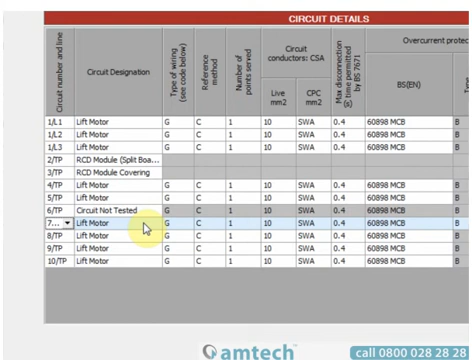 CIRCUIT DETAILS
Circuit number and line
Circuit Designation
Type of wiring
(see code below)
Reference
method
Number of
points served
Circuit
conductors: CSA
Live
mm2
CPC
mm2
Max disconnection
time permitted
by BS 7671
(s)
Overcurrent protec
BS(EN)
1/L1 Lift Motor G C 1 10 SWA 0.4 60898 MCB B
1/L2 Lift Motor G C 1 10 SWA 0.4 60898 MCB B
1/L3 Lift Motor G C 1 10 SWA 0.4 60898 MCB B
2/TP RCD Module (Split Boa...
3/TP RCD Module Covering
4/TP Lift Motor G C 1 10 SWA 0.4 60898 MCB B
5/TP Lift Motor G C 1 10 SWA 0.4 60898 MCB B
6/TP Circuit Not Tested G C 1 10 SWA 0.4 60898 MCB B
7... Lift Motor G C 1 10 SWA 0.4 60898 MCB B
8/TP Lift Motor G C 1 10 SWA 0.4 60898 MCB B
9/TP Lift Motor G C 1 10 SWA 0.4 60898 MCB B
10/TP Lift Motor G C 1 10 SWA 0.4 60898 MCB B
amtech
call 0800 028 28 28